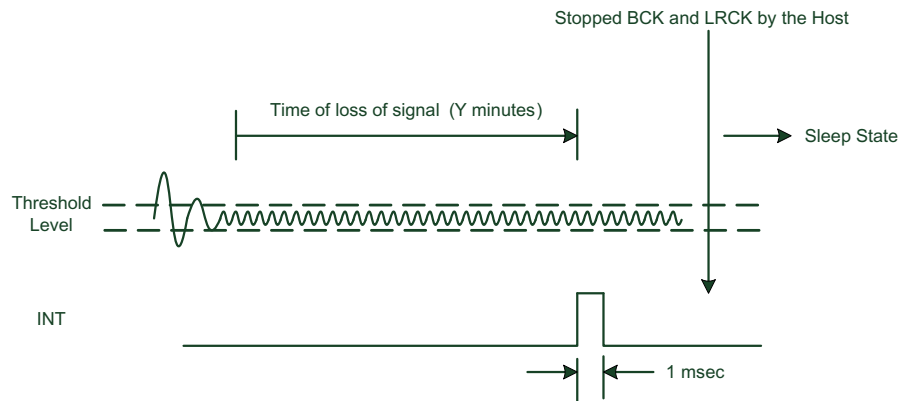 Stopped BCK and LRCK by the Host
Time of loss of signal (Y minutes)
Sleep State
Threshold
Level
INT
1 msec